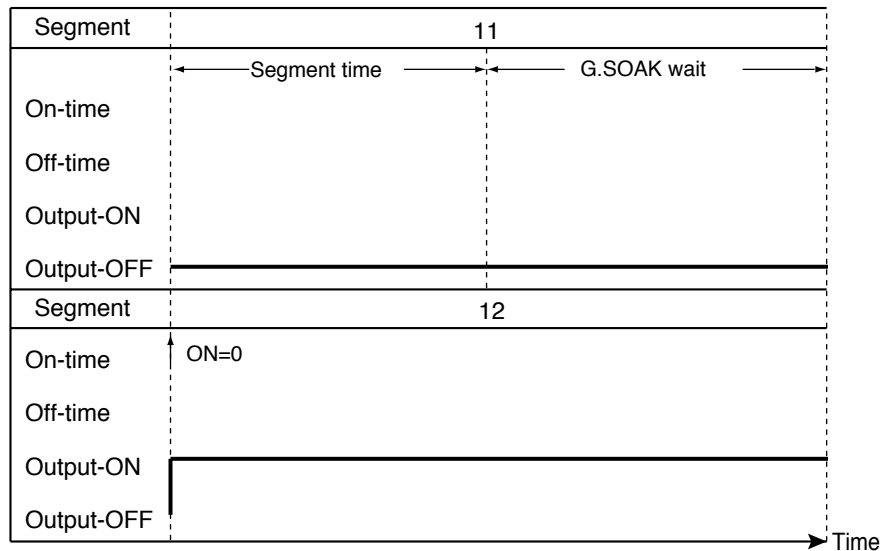 Segment 11
Segment time G.SOAK wait
On-time
Off-time
Output-ON
Output-OFF
Segment 12
On-time ON=0
Off-time
Output-ON
Output-OFF
Time